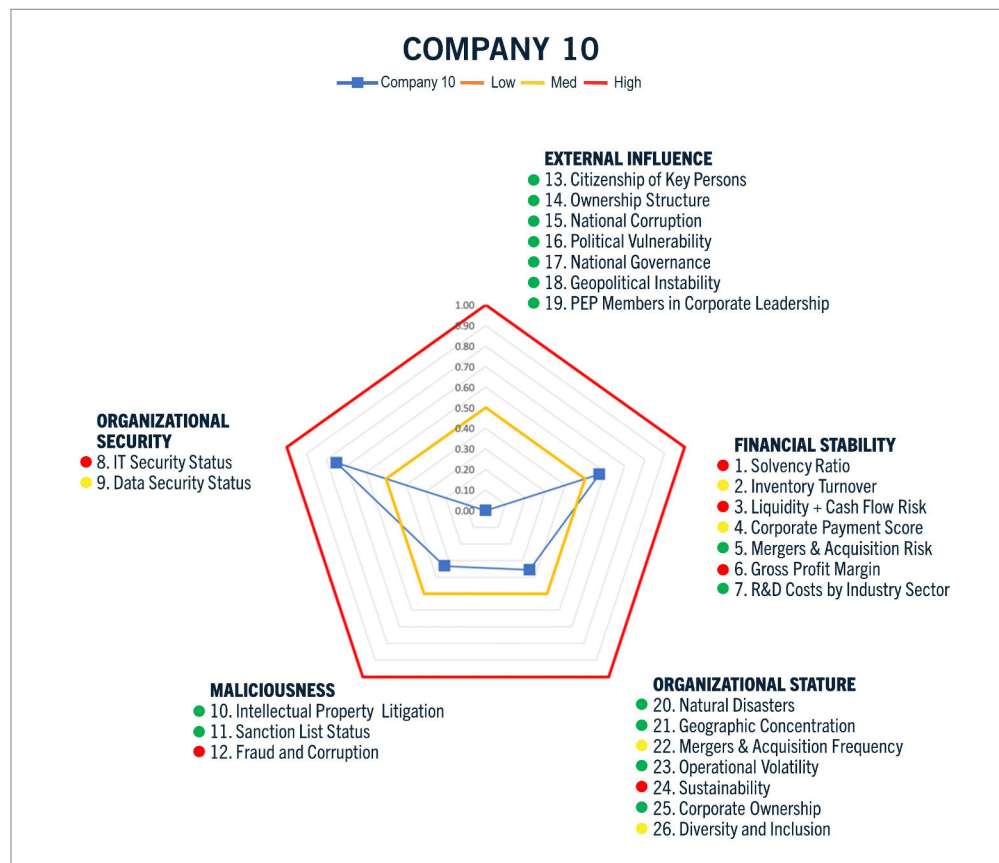 COMPANY 10
Company 10 Low Med High
EXTERNAL INFLUENCE
13. Citizenship of Key Persons
14. Ownership Structure
15. National Corruption
16. Political Vulnerability
17. National Governance
18. Geopolitical Instability
19. PEP Members in Corporate Leadership
1.00
0.90
0.80
0.70
0.60
0.50
0.40
0.30
0.20
0.10
0.00
ORGANIZATIONAL
SECURITY
8. IT Security Status
9. Data Security Status
FINANCIAL STABILITY
1. Solvency Ratio
2. Inventory Turnover
3. Liquidity + Cash Flow Risk
4. Corporate Payment Score
5. Mergers & Acquisition Risk
6. Gross Profit Margin
7. R&D Costs by Industry Sector
MALICIOUSNESS
10. Intellectual Property Litigation
11. Sanction List Status
12. Fraud and Corruption
ORGANIZATIONAL STATURE
20. Natural Disasters
21. Geographic Concentration
22. Mergers & Acquisition Frequency
23. Operational Volatility
24. Sustainability
25. Corporate Ownership
26. Diversity and Inclusion